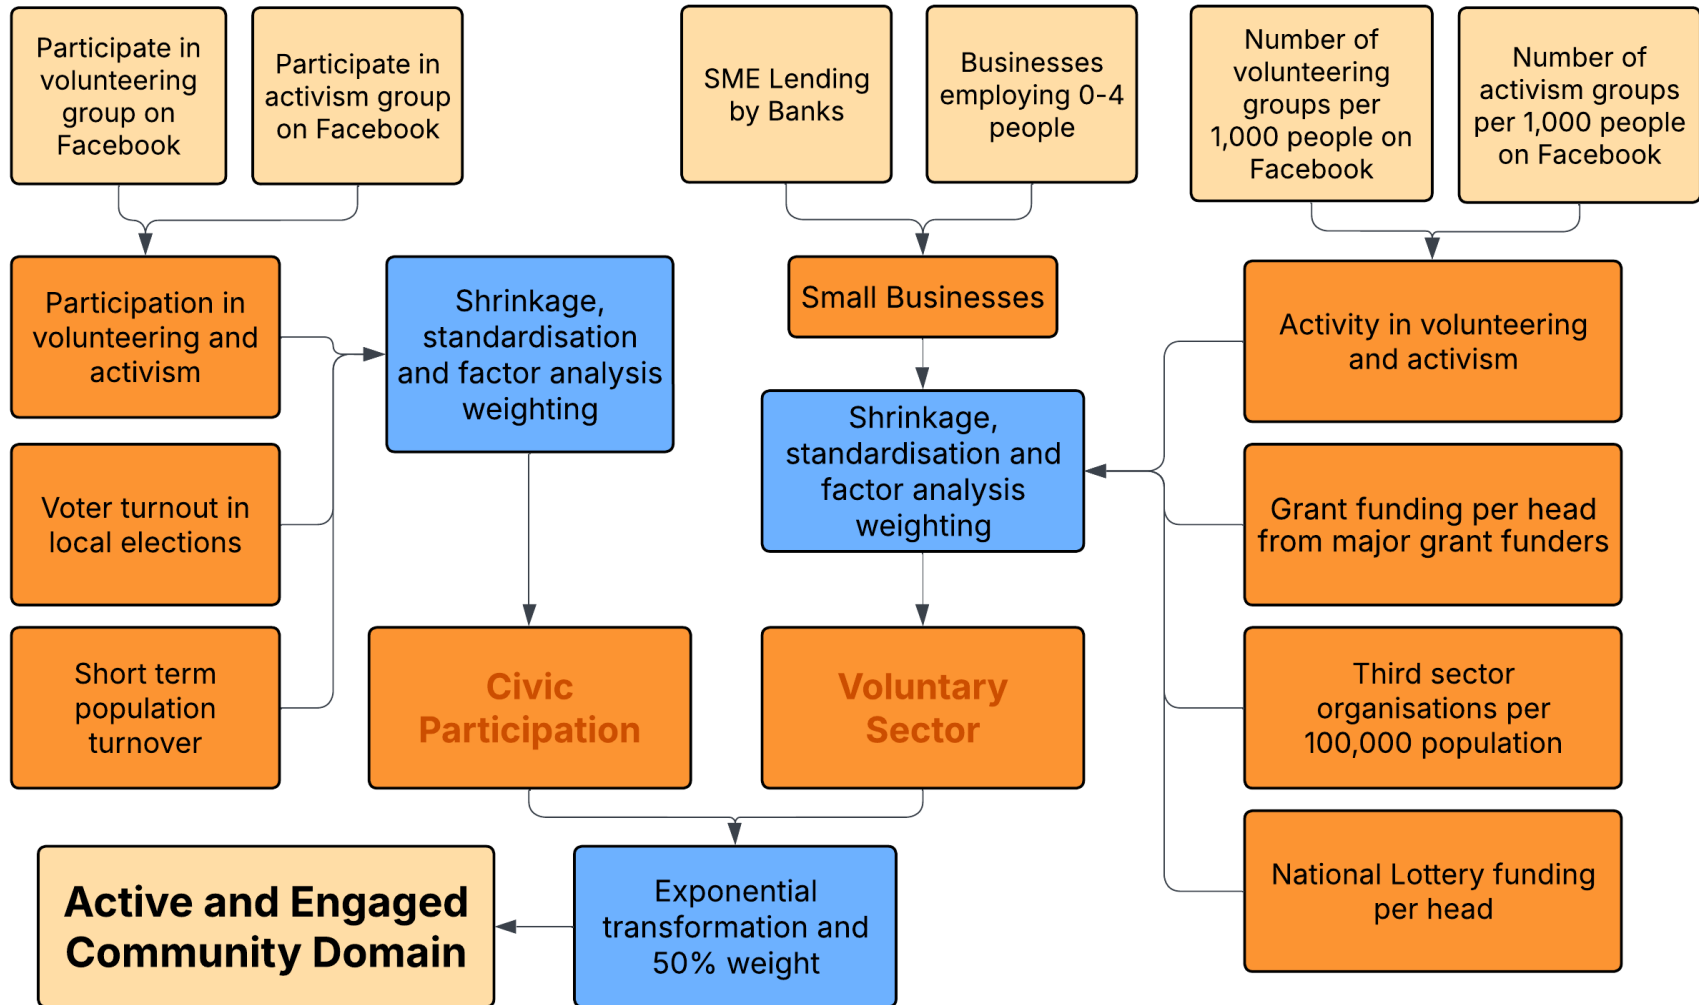 Participate in
volunteering
group on
Facebook
Participate in
activism group
on Facebook
SME Lending
by Banks
Businesses
employing 0-4
people
Number of
volunteering
groups per
1,000 people on
Facebook
Number of
activism groups
per 1,000 people
on Facebook
Participation in
volunteering and
activism
Shrinkage,
standardisation
and factor analysis
weighting
Small Businesses
Activity in volunteering
and activism
Shrinkage,
standardisation and
factor analysis
weighting
Voter turnout in
local elections
Grant funding per head
from major grant funders
Short term
population
turnover
Civic
Participation
Voluntary
Sector
Third sector
organisations per
100,000 population
Active and Engaged
Community Domain
Exponential
transformation and
50% weight
National Lottery funding
per head